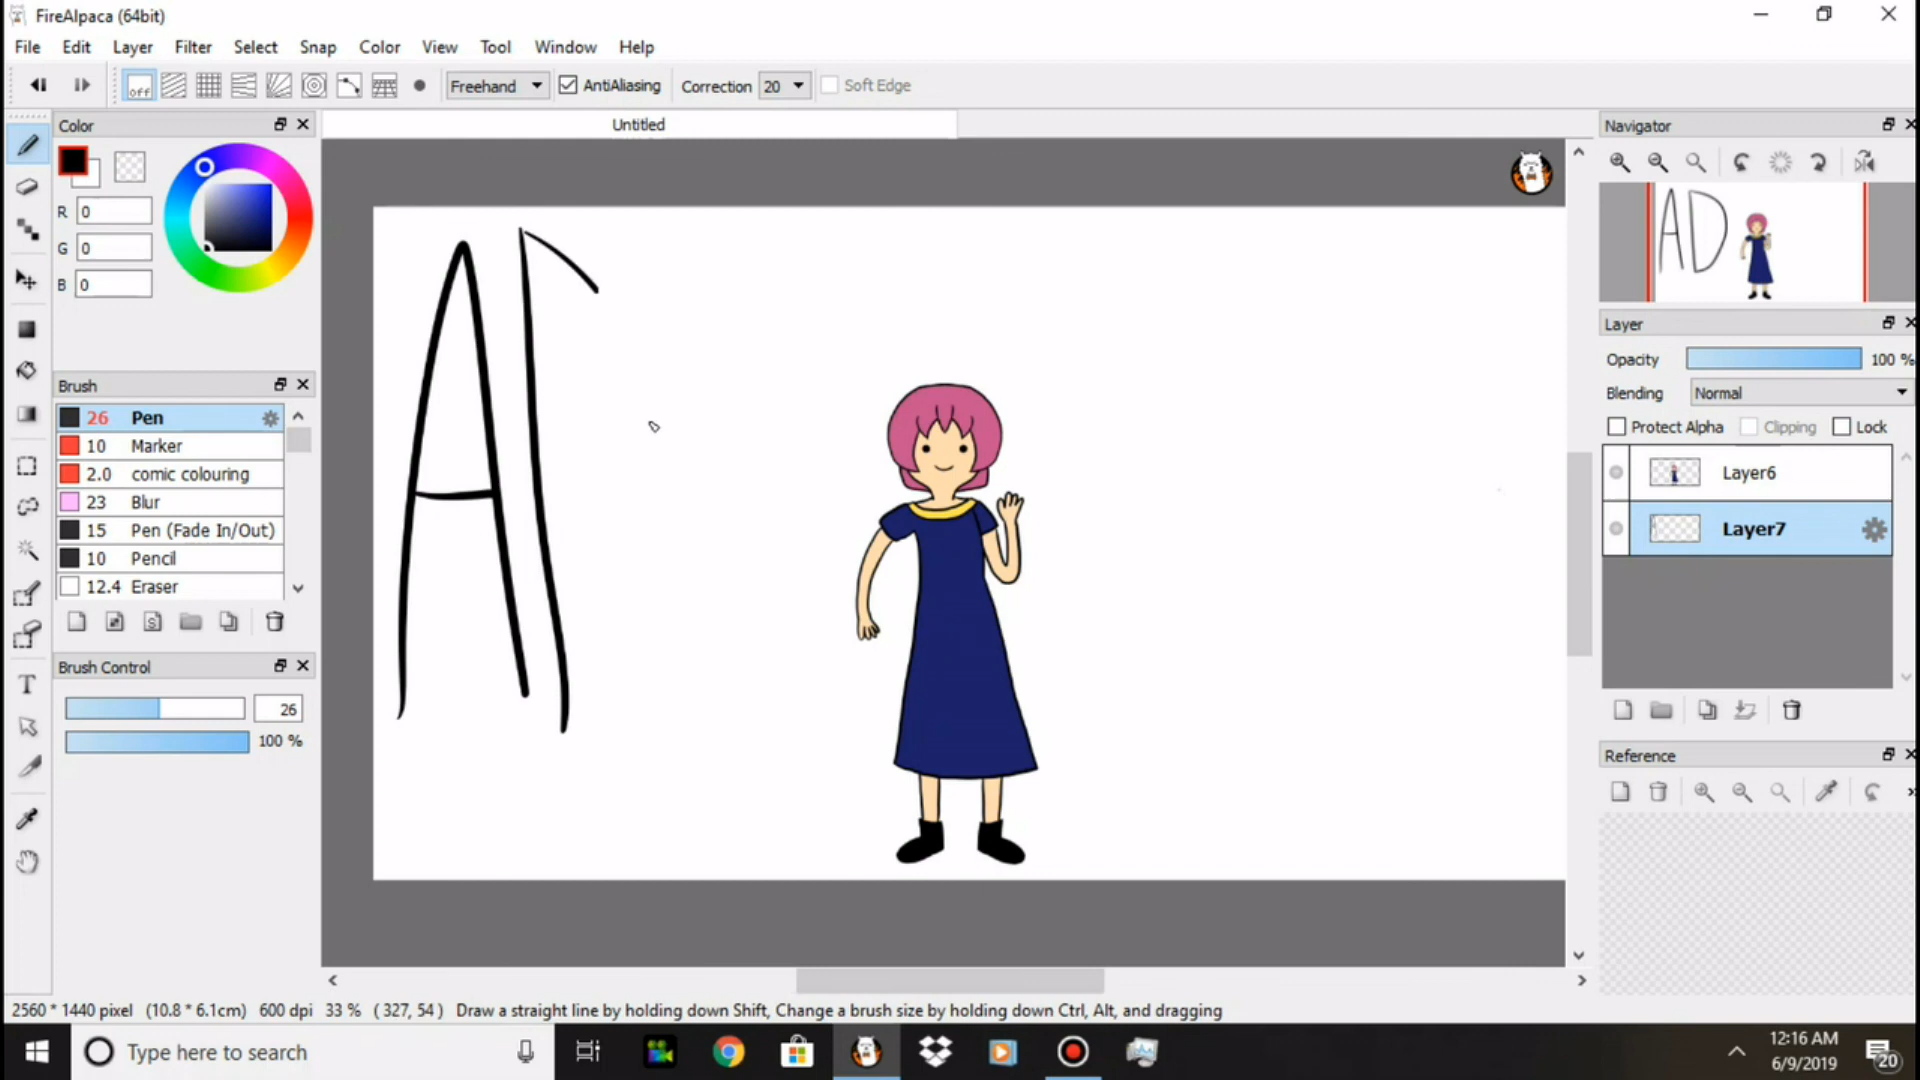 FireAlpaca (64bit)
File Edit Layer Filter Select Snap Color View Tool Window Help
off Freehand AntiAliasing Correction 20 Soft Edge
Color
Untitled
Navigator
R 0
G 0
B 0
AD
Layer
Opacity 100 %
Blending Normal
Protect Alpha Clipping Lock
Layer6
Layer7
Brush
26 Pen
10 Marker
2.0 comic colouring
23 Blur
15 Pen (Fade In/Out)
10 Pencil
12.4 Eraser
S
Brush Control
26
100 %
T
A
Reference
2560 * 1440 pixel (10.8 * 6.1cm) 600 dpi 33 % ( 327, 54 ) Draw a straight line by holding down Shift, Change a brush size by holding down Ctrl, Alt, and dragging
Type here to search
12:16 AM
6/9/2019
20